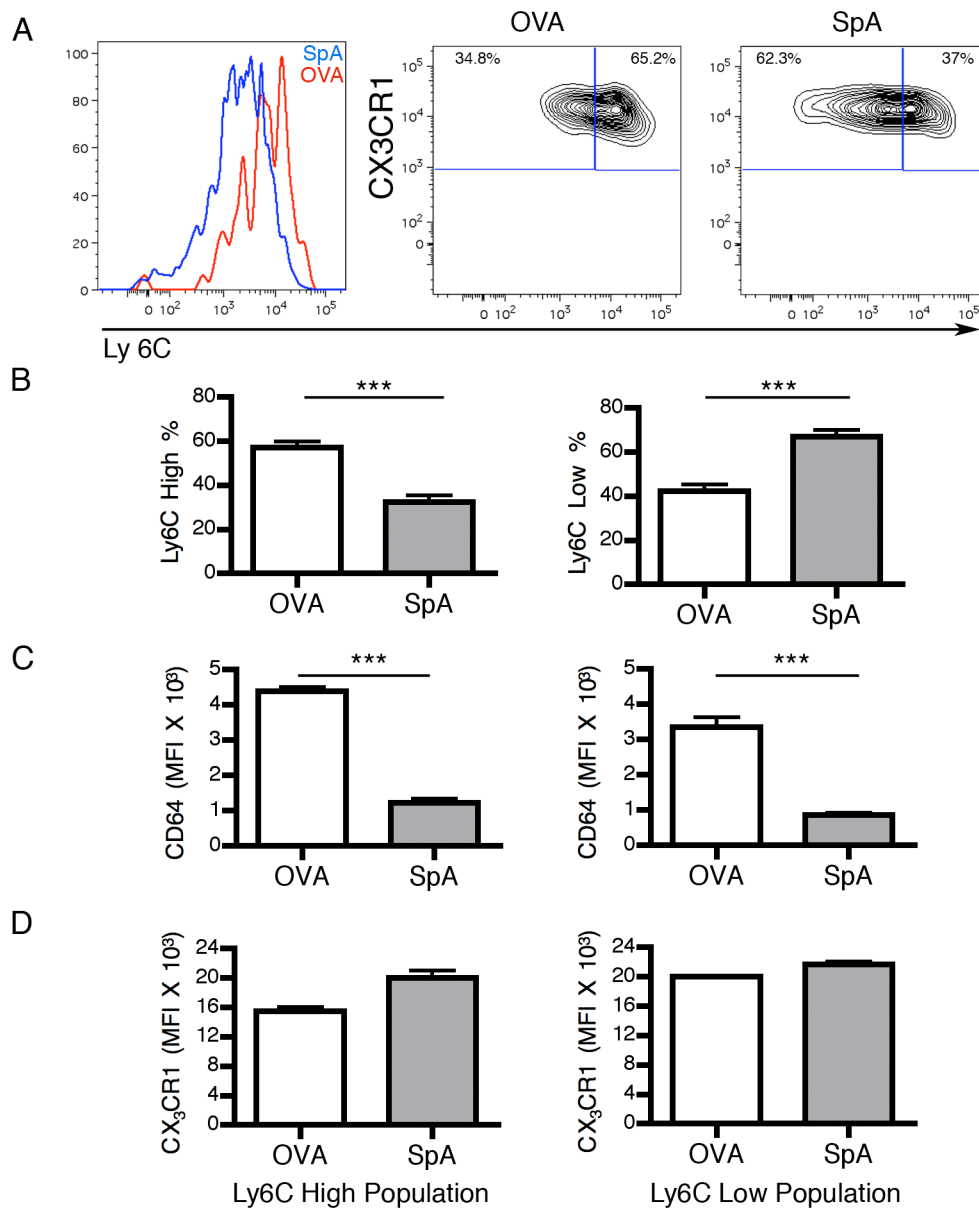 A
OVA
SpA
SpA
OVA
100
80
60
40
20
0
0 10² 10³ 10⁴ 10⁵
CX3CR1
34.8% 65.2%
10⁵
10⁴
10³
10²
0
0 10² 10³ 10⁴ 10⁵
62.3% 37%
10⁵
10⁴
10³
10²
0
0 10² 10³ 10⁴ 10⁵
Ly 6C
B
Ly6C High %
80
60
40
20
0
***
OVA SpA
Ly6C Low %
80
60
40
20
0
***
OVA SpA
C
CD64 (MFI X 10³)
5
4
3
2
1
0
***
OVA SpA
CD64 (MFI X 10³)
5
4
3
2
1
0
***
OVA SpA
D
CX₃CR1 (MFI X 10³)
24
20
16
12
8
4
0
OVA SpA
Ly6C High Population
CX₃CR1 (MFI X 10³)
24
20
16
12
8
4
0
OVA SpA
Ly6C Low Population